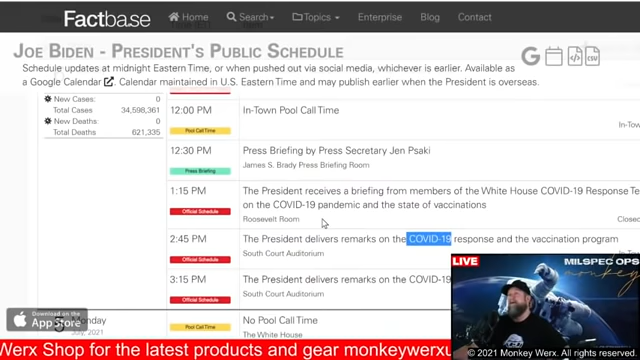 Factba.se
Home
Search
Topics
Enterprise
Blog
Contact
JOE BIDEN - PRESIDENT'S PUBLIC SCHEDULE
Schedule updates at midnight Eastern Time, or when pushed out via social media, whichever is earlier. Available as
a Google Calendar. Calendar maintained in U.S. Eastern Time and may publish earlier when the President is overseas.
G
</>
CSV
New Cases: 0
Total Cases 34,598,361
New Deaths: 0
Total Deaths 621,335
12:00 PM
Pool Call Time
In-Town Pool Call Time
In-To
12:30 PM
Press Briefing
Press Briefing by Press Secretary Jen Psaki
James S. Brady Press Briefing Room
1:15 PM
Official Schedule
The President receives a briefing from members of the White House COVID-19 Response Te
on the COVID-19 pandemic and the state of vaccinations
Roosevelt Room
Closed
2:45 PM
Official Schedule
The President delivers remarks on the COVID-19 response and the vaccination program
South Court Auditorium
3:15 PM
Official Schedule
The President delivers remarks on the COVID-19
South Court Auditorium
5 Monday
July, 2021
Pool Call Time
No Pool Call Time
The White House
Download on the
App Store
LIVE
MILSPEC OPS
monkey
© 2021 Monkey Werx. All rights reserved.
Werx Shop for the latest products and gear monkeywerxu